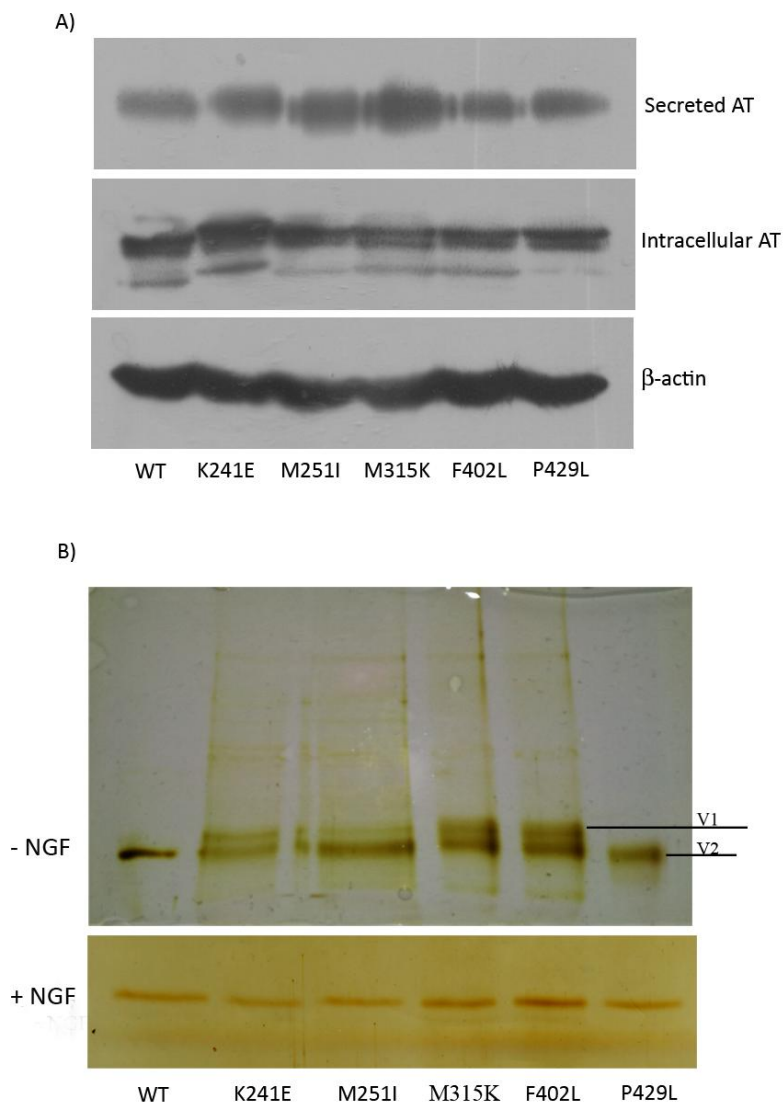 A)
Secreted AT
Intracellular AT
β-actin
WT K241E M251I M315K F402L P429L
B)
V1
- NGF
V2
+ NGF
WT K241E M251I M315K F402L P429L